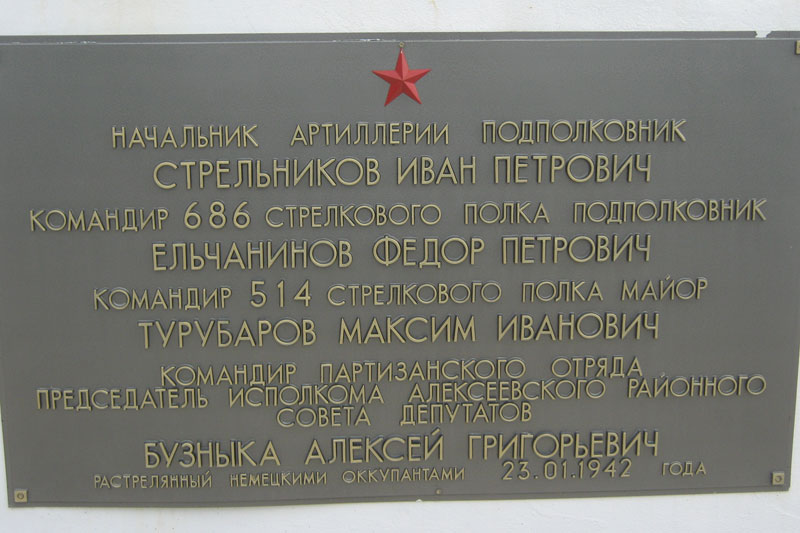 НАЧАЛЬНИК АРТИЛЛЕРИИ ПОДПОЛКОВНИК
СТРЕЛЬНИКОВ ИВАН ПЕТРОВИЧ
КОМАНДИР 686 СТРЕЛКОВОГО ПОЛКА ПОДПОЛКОВНИК
ЕЛЬЧАНИНОВ ФЕДОР ПЕТРОВИЧ
КОМАНДИР 514 СТРЕЛКОВОГО ПОЛКА МАЙОР
ТУРУБАРОВ МАКСИМ ИВАНОВИЧ
КОМАНДИР ПАРТИЗАНСКОГО ОТРЯДА
ПРЕДСЕДАТЕЛЬ ИСПОЛКОМА АЛЕКСЕЕВСКОГО РАЙОННОГО
СОВЕТА ДЕПУТАТОВ
БУЗНЫКА АЛЕКСЕЙ ГРИГОРЬЕВИЧ
РАСТРЕЛЯННЫЙ НЕМЕЦКИМИ ОККУПАНТАМИ 23.01.1942 ГОДА